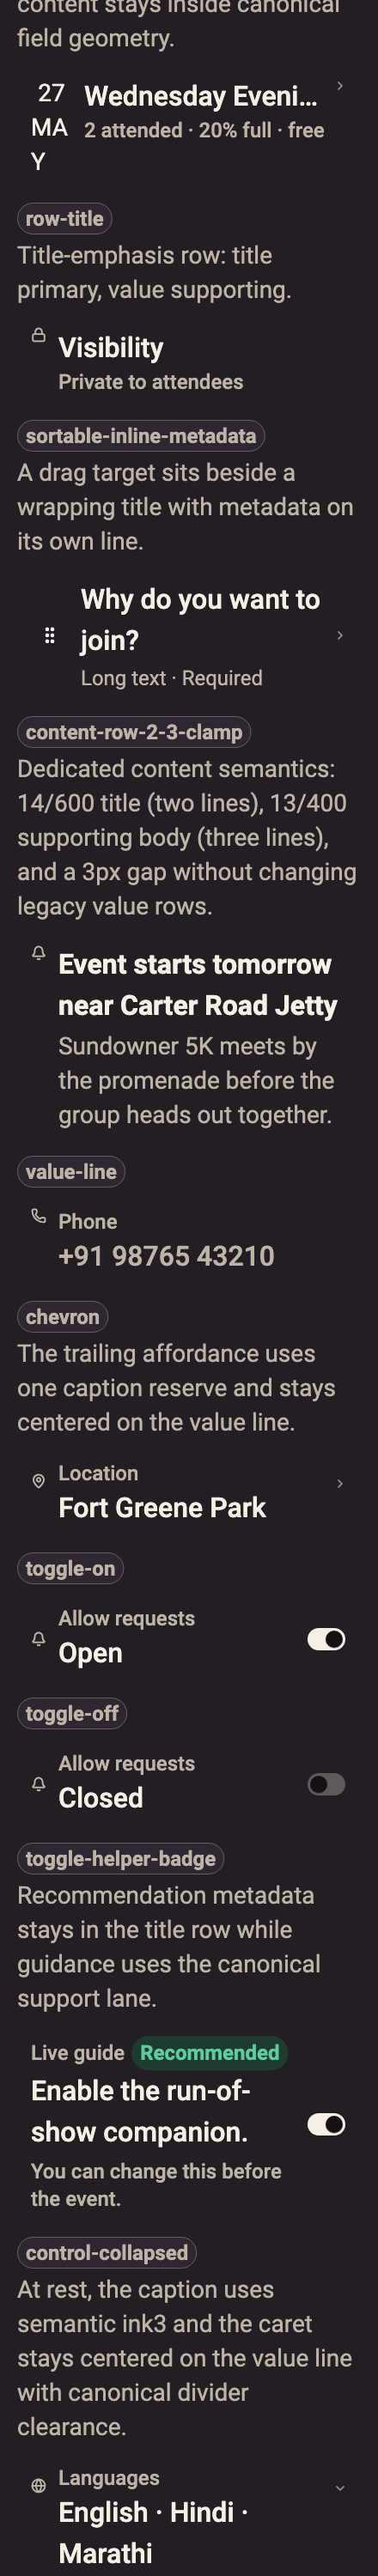 content stays inside canonical
field geometry.
27
MA
Y
Wednesday Eveni…
2 attended · 20% full · free
row-title
Title-emphasis row: title
primary, value supporting.
Visibility
Private to attendees
sortable-inline-metadata
A drag target sits beside a
wrapping title with metadata on
its own line.
Why do you want to
join?
Long text · Required
content-row-2-3-clamp
Dedicated content semantics:
14/600 title (two lines), 13/400
supporting body (three lines),
and a 3px gap without changing
legacy value rows.
Event starts tomorrow
near Carter Road Jetty
Sundowner 5K meets by
the promenade before the
group heads out together.
value-line
Phone
+91 98765 43210
chevron
The trailing affordance uses
one caption reserve and stays
centered on the value line.
Location
Fort Greene Park
toggle-on
Allow requests
Open
toggle-off
Allow requests
Closed
toggle-helper-badge
Recommendation metadata
stays in the title row while
guidance uses the canonical
support lane.
Live guide Recommended
Enable the run-of-
show companion.
You can change this before
the event.
control-collapsed
At rest, the caption uses
semantic ink3 and the caret
stays centered on the value line
with canonical divider
clearance.
Languages
English · Hindi ·
Marathi